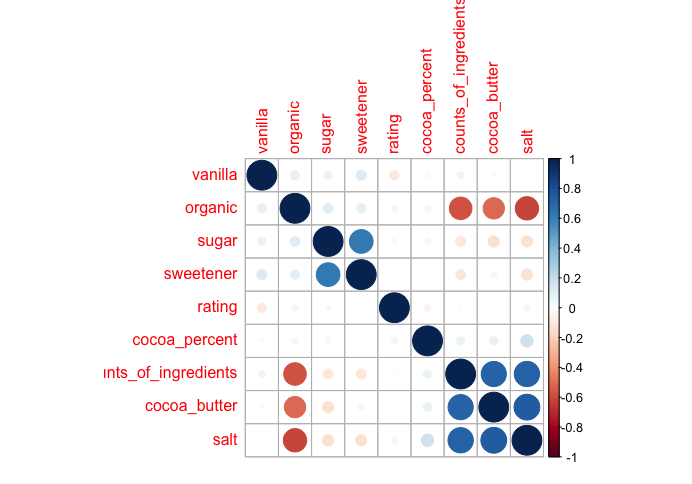 vanilla
organic
sugar
sweetener
rating
cocoa_percent
counts_of_ingredients
cocoa_butter
salt
vanilla
organic
sugar
sweetener
rating
cocoa_percent
ınts_of_ingredients
cocoa_butter
salt
1
0.8
0.6
0.4
0.2
0
-0.2
-0.4
-0.6
-0.8
-1